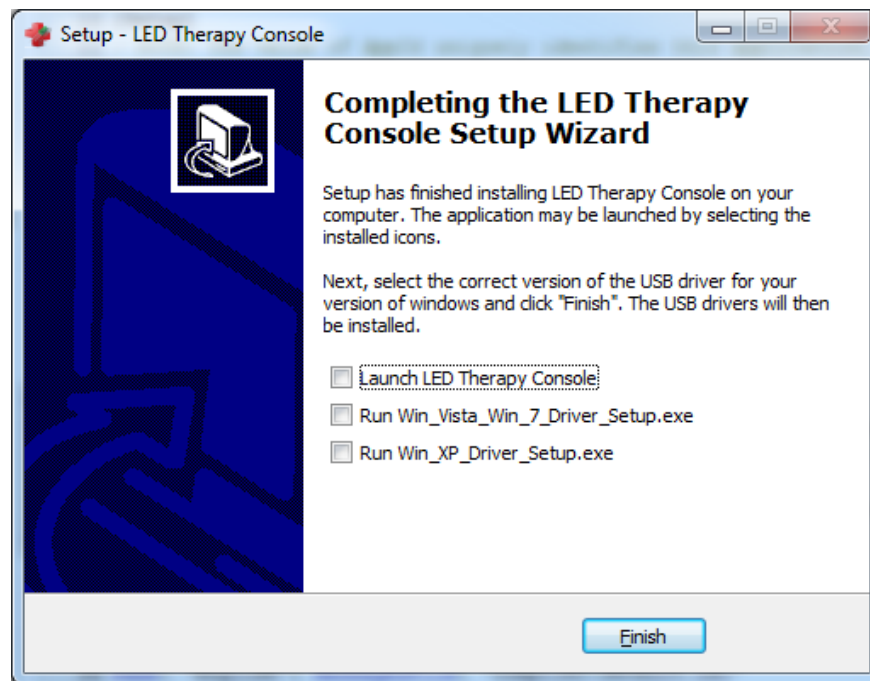 Setup - LED Therapy Console
Completing the LED Therapy
Console Setup Wizard
Setup has finished installing LED Therapy Console on your
computer. The application may be launched by selecting the
installed icons.
Next, select the correct version of the USB driver for your
version of windows and click "Finish". The USB drivers will then
be installed.
Launch LED Therapy Console
Run Win_Vista_Win_7_Driver_Setup.exe
Run Win_XP_Driver_Setup.exe
Finish